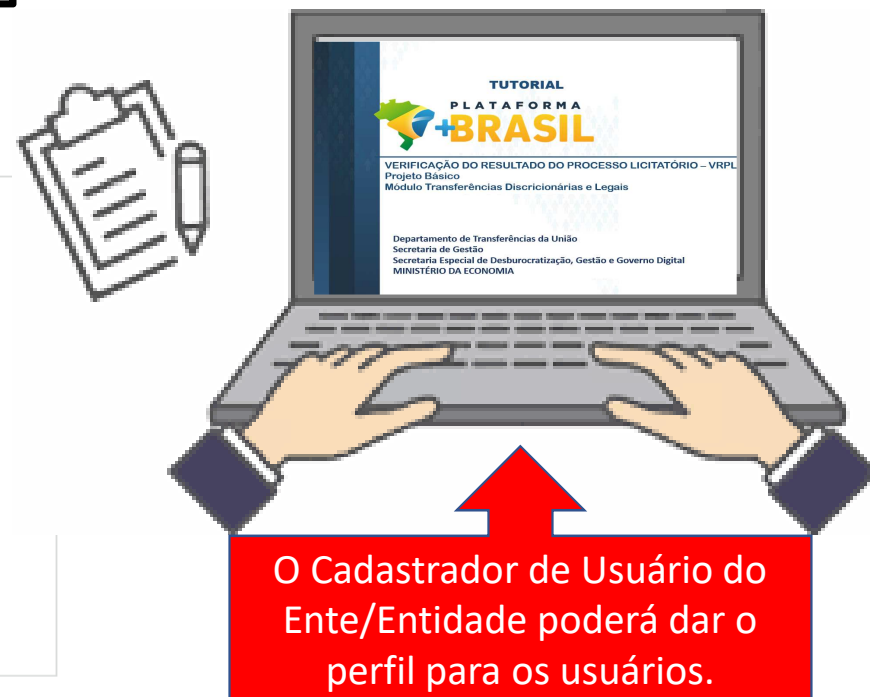 TUTORIAL
PLATAFORMA
+BRASIL
VERIFICAÇÃO DO RESULTADO DO PROCESSO LICITATÓRIO – VRPL
Projeto Básico
Módulo Transferências Discricionárias e Legais
Departamento de Transferências da União
Secretaria de Gestão
Secretaria Especial de Desburocratização, Gestão e Governo Digital
MINISTÉRIO DA ECONOMIA
O Cadastrador de Usuário do
Ente/Entidade poderá dar o
perfil para os usuários.